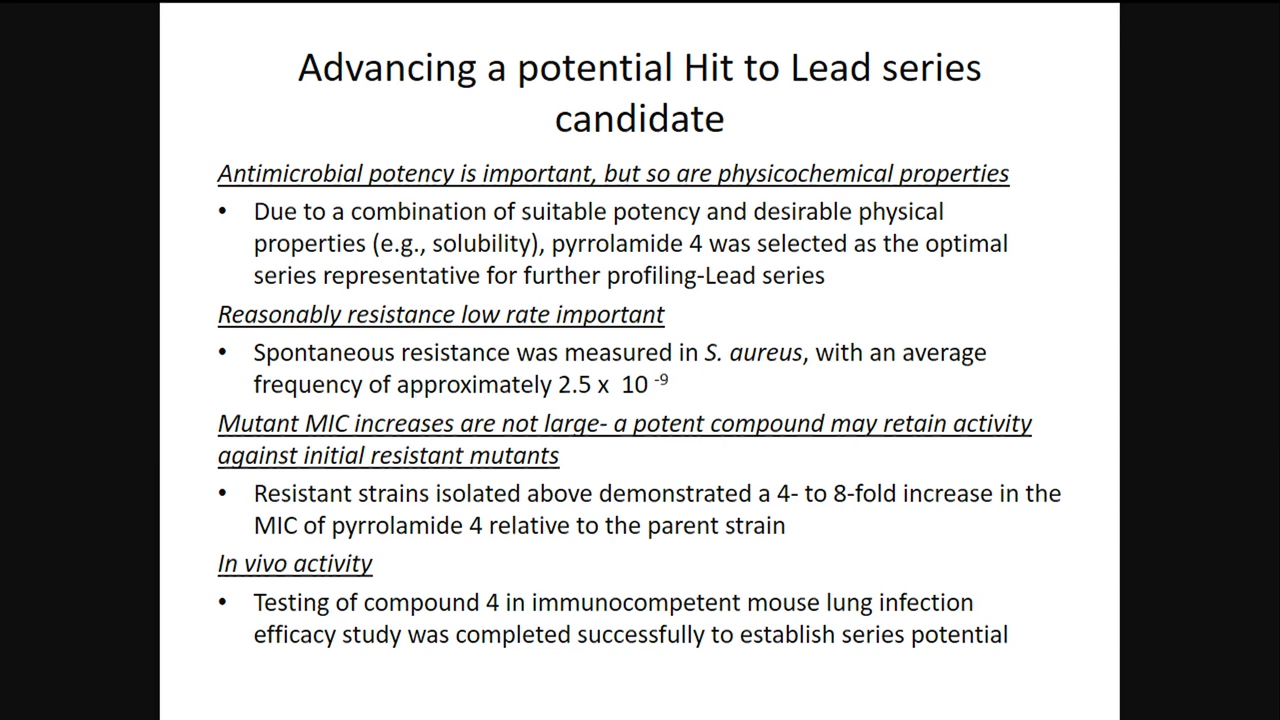 Advancing a potential Hit to Lead series
candidate
Antimicrobial potency is important, but so are physicochemical properties
• Due to a combination of suitable potency and desirable physical
properties (e.g., solubility), pyrrolamide 4 was selected as the optimal
series representative for further profiling-Lead series
Reasonably resistance low rate important
• Spontaneous resistance was measured in S. aureus, with an average
frequency of approximately 2.5 x 10 -9
Mutant MIC increases are not large- a potent compound may retain activity
against initial resistant mutants
• Resistant strains isolated above demonstrated a 4- to 8-fold increase in the
MIC of pyrrolamide 4 relative to the parent strain
In vivo activity
• Testing of compound 4 in immunocompetent mouse lung infection
efficacy study was completed successfully to establish series potential